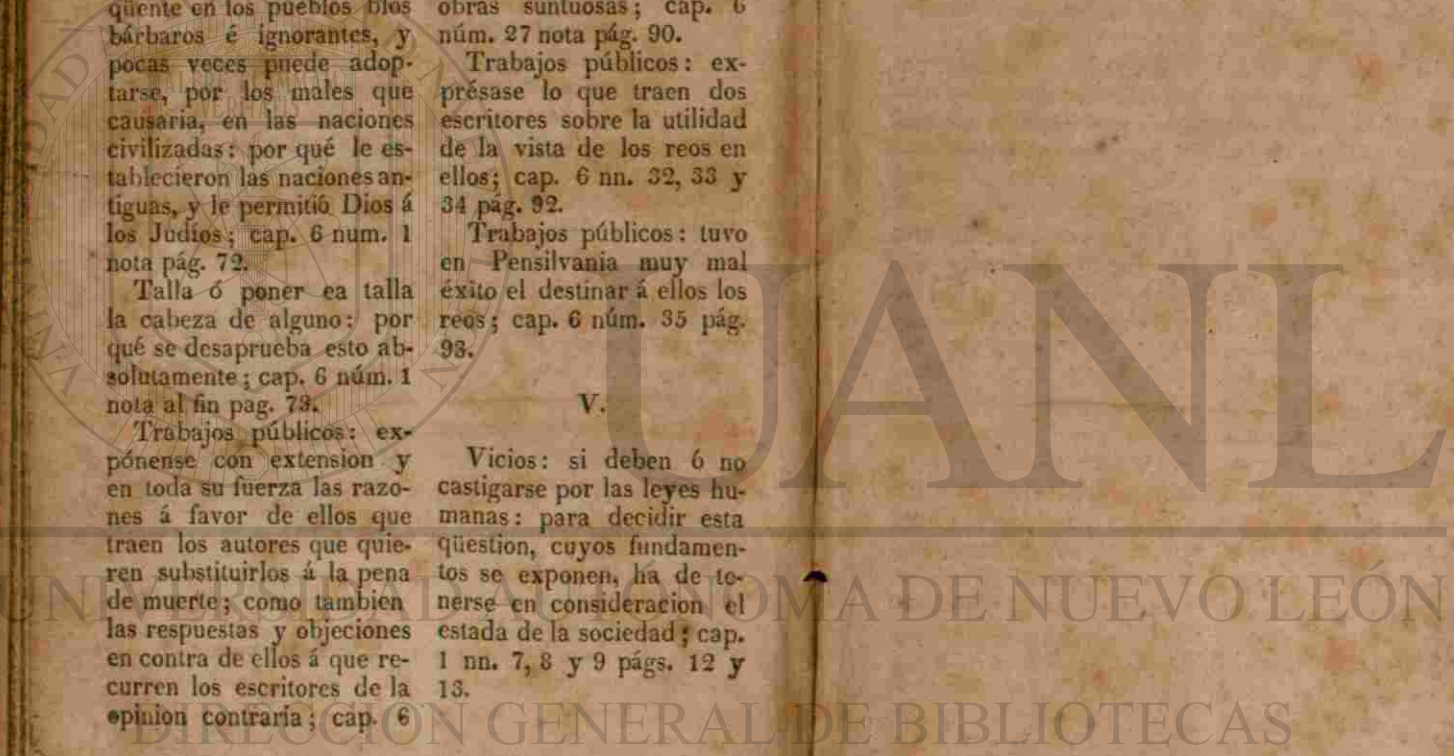 qüente en los pueblos blos
bárbaros é ignorantes, y
pocas veces puede adop-
tarse, por los males que
causaria, en las naciones
civilizadas: por qué le es-
tablecieron las naciones an-
tiguas, y le permitió Dios á
los Judios; cap. 6 num. 1
nota pág. 72.
Talla ó poner ea talla
la cabeza de alguno: por
qué se desaprueba esto ab-
solutamente; cap. 6 núm. 1
nota al fin pag. 73.
Trabajos públicos: ex-
pónense con extension y
en toda su fuerza las razo-
nes á favor de ellos que
traen los autores que quie-
ren substituirlos á la pena
de muerte; como tambien
las respuestas y objeciones
en contra de ellos á que re-
curren los escritores de la
opinion contraria; cap. 6
obras suntuosas; cap. 6
núm. 27 nota pág. 90.
Trabajos públicos: ex-
présase lo que traen dos
escritores sobre la utilidad
de la vista de los reos en
ellos; cap. 6 nn. 32, 33 y
34 pág. 92.
Trabajos públicos: tuvo
en Pensilvania muy mal
éxito el destinar á ellos los
reos; cap. 6 núm. 35 pág.
93.
V.
Vicios: si deben ó no
castigarse por las leyes hu-
manas: para decidir esta
qüestion, cuyos fundamen-
tos se exponen, ha de te-
nerse en consideracion el
estada de la sociedad; cap.
1 nn. 7, 8 y 9 págs. 12 y
13.
UANL
UNIVERSIDAD AUTÓNOMA DE NUEVO LEÓN
DIRECCIÓN GENERAL DE BIBLIOTECAS